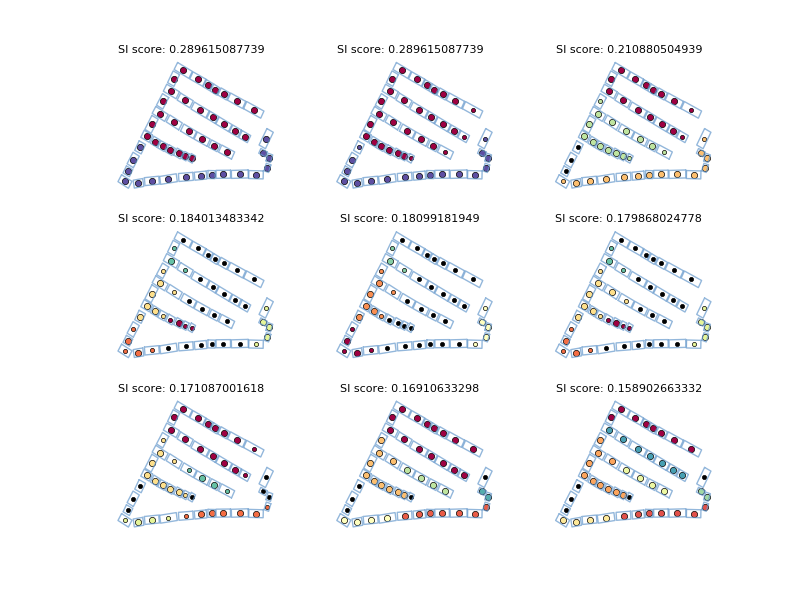 SI score: 0.289615087739
SI score: 0.289615087739
SI score: 0.210880504939
SI score: 0.184013483342
SI score: 0.18099181949
SI score: 0.179868024778
SI score: 0.171087001618
SI score: 0.16910633298
SI score: 0.158902663332